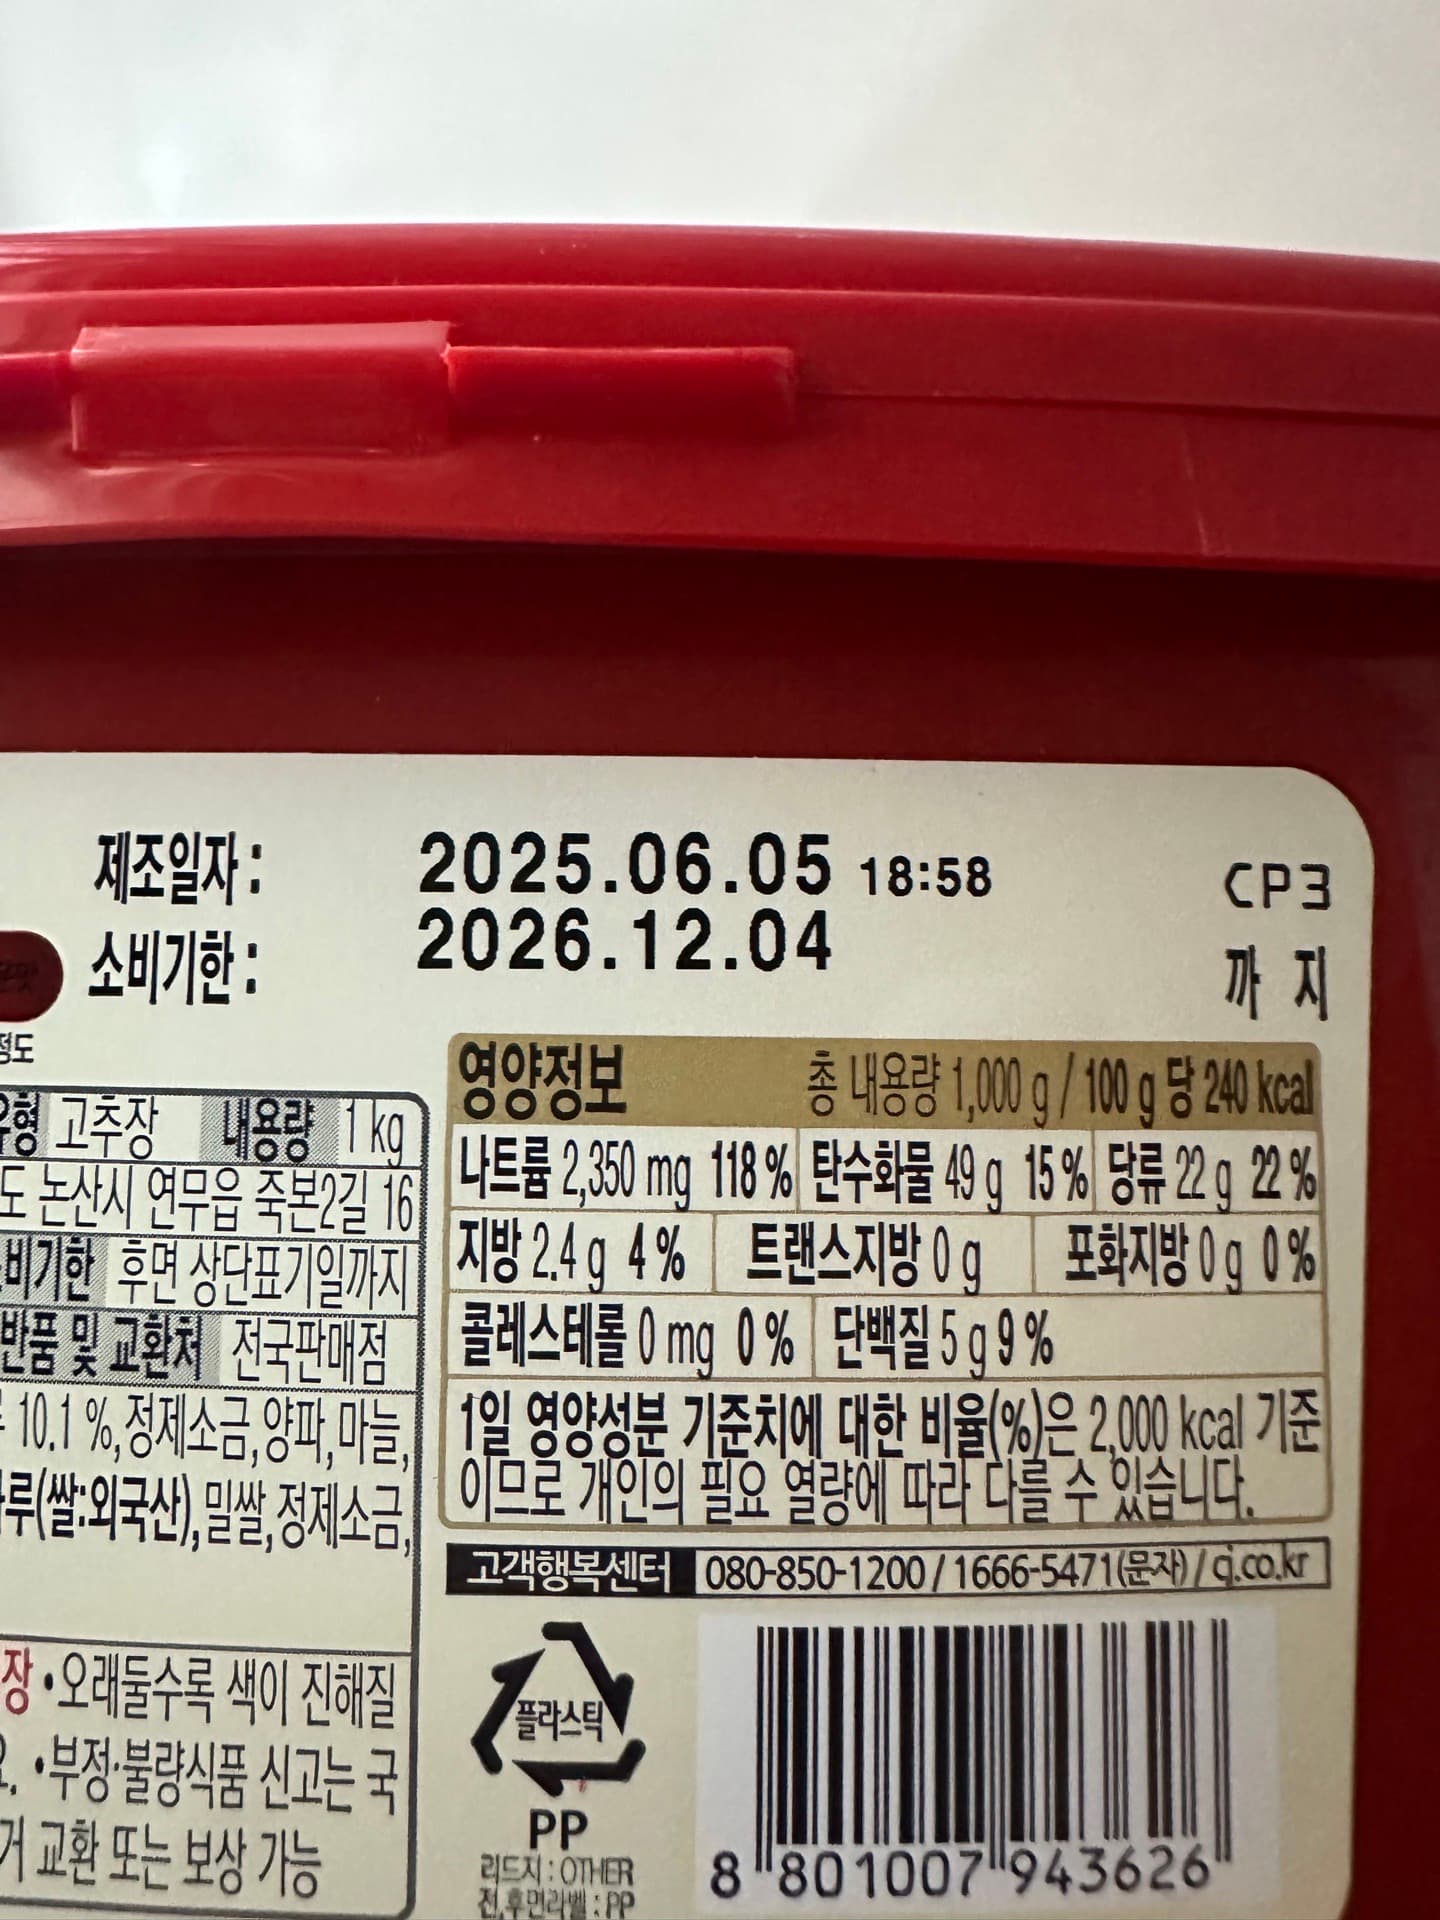 제조일자: 2025.06.05 18:58 CP3
소비기한: 2026.12.04 까 지
정도
유형 고추장 내용량 1 kg
도 논산시 연무읍 죽본2길 16
소비기한 후면 상단표기일까지
반품 및 교환처 전국판매점
10.1 %,정제소금,양파,마늘,
(쌀:외국산),밀쌀,정제소금,
장 •오래둘수록 색이 진해질
•부정·불량식품 신고는 국
교환 또는 보상 가능
영양정보 총 내용량 1,000 g / 100 g 당 240 kcal
나트륨 2,350 mg 118 % 탄수화물 49 g 15 % 당류 22 g 22 %
지방 2.4 g 4 % 트랜스지방 0 g 포화지방 0 g 0 %
콜레스테롤 0 mg 0 % 단백질 5 g 9 %
1일 영양성분 기준치에 대한 비율(%)은 2,000 kcal 기준
이므로 개인의 필요 열량에 따라 다를 수 있습니다.
고객행복센터 080-850-1200 / 1666-5471(문자) / cj.co.kr
플라스틱
PP
리드지 : OTHER
전,후면라벨 : PP
8 801007 943626